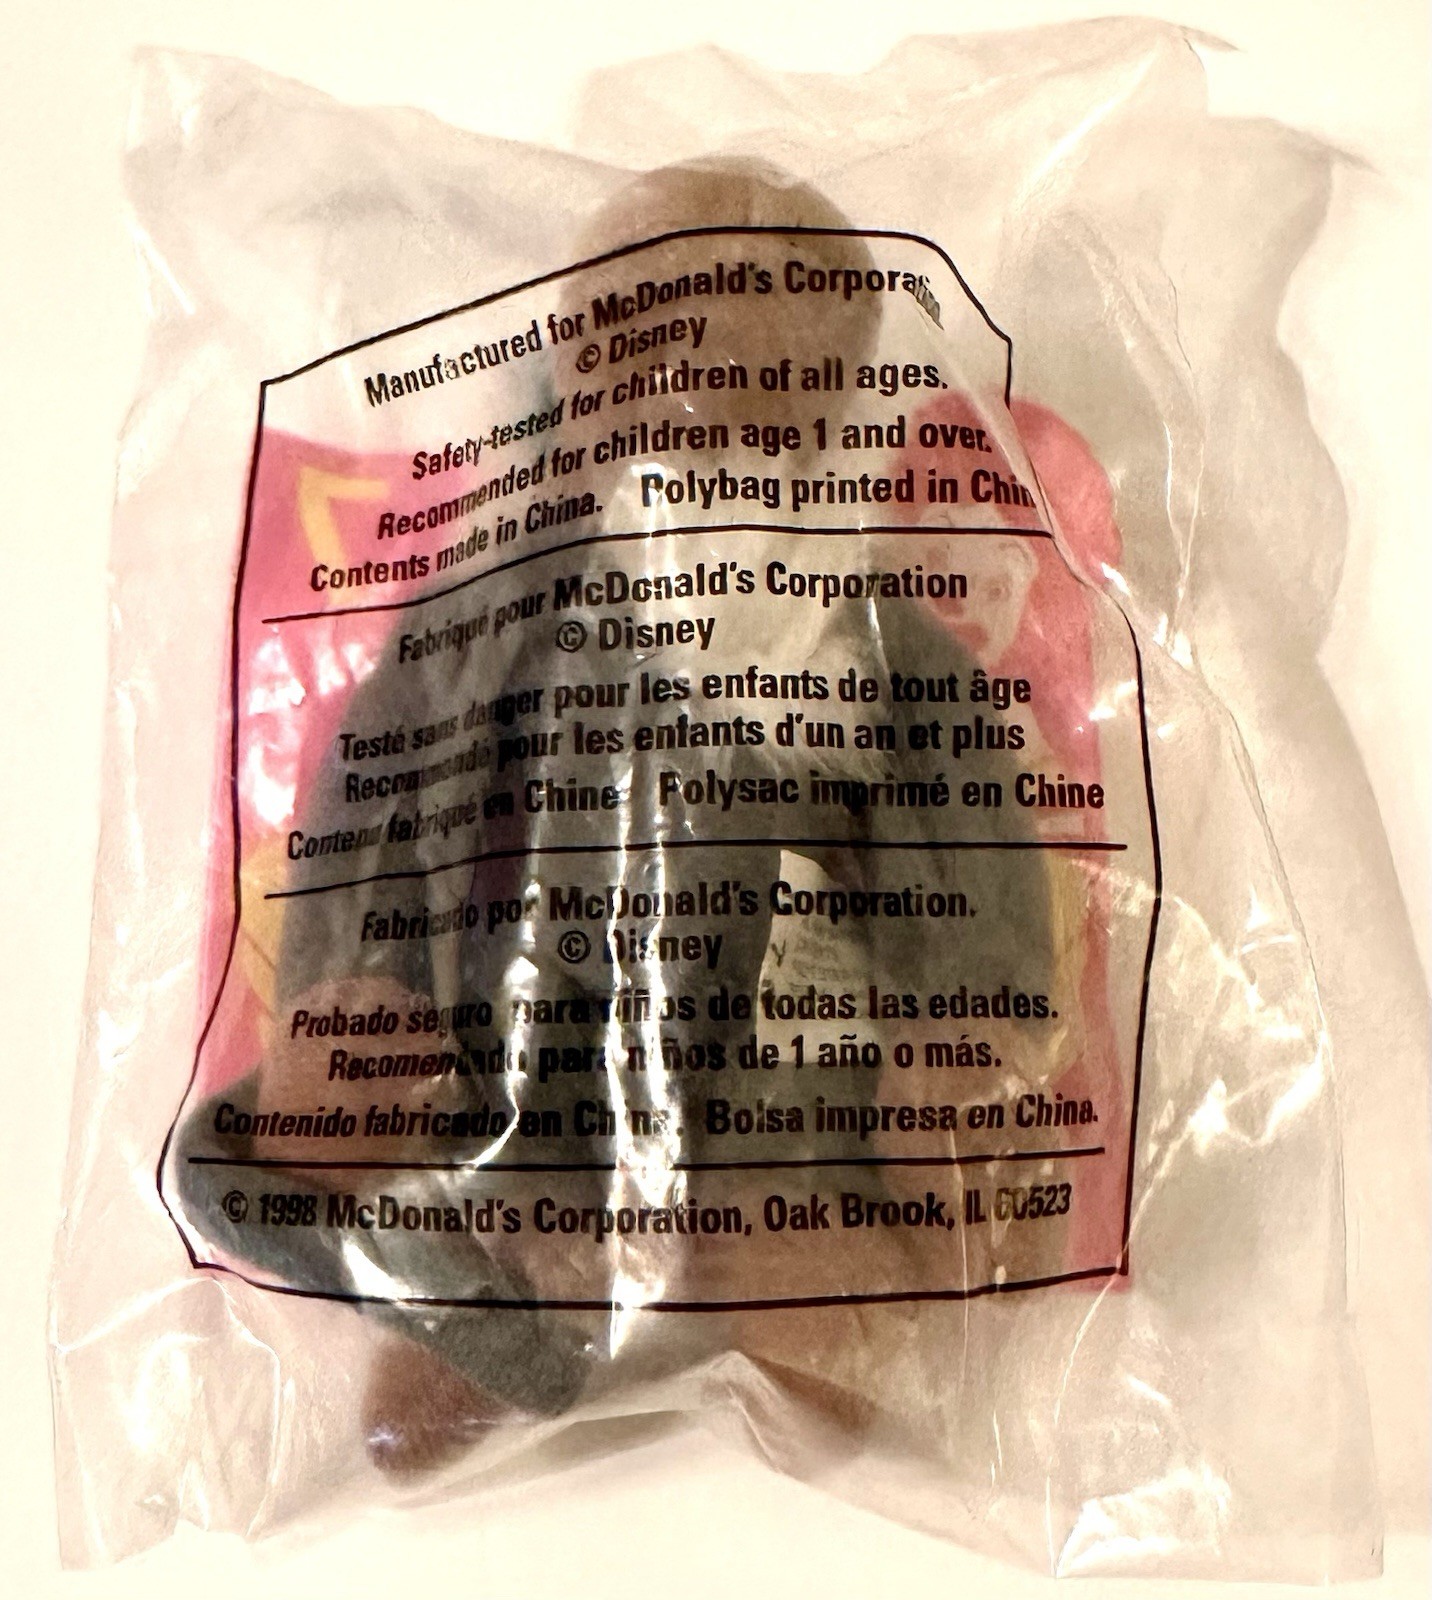 Manufactured for McDonald's Corpora
© Disney
Safety-tested for children of all ages.
Recommended for children age 1 and over.
Contents made in China. Polybag printed in Chin
Fabriqué pour McDonald's Corporation
© Disney
Testé sans danger pour les enfants de tout âge
Recommandé pour les enfants d'un an et plus
Contenu fabriqué en Chine Polysac imprimé en Chine
Fabricado por McDonald's Corporation.
© Disney
Probado seguro para niños de todas las edades.
Recomendado para niños de 1 año o más.
Contenido fabricado en China. Bolsa impresa en China.
© 1998 McDonald's Corporation, Oak Brook, IL 60523